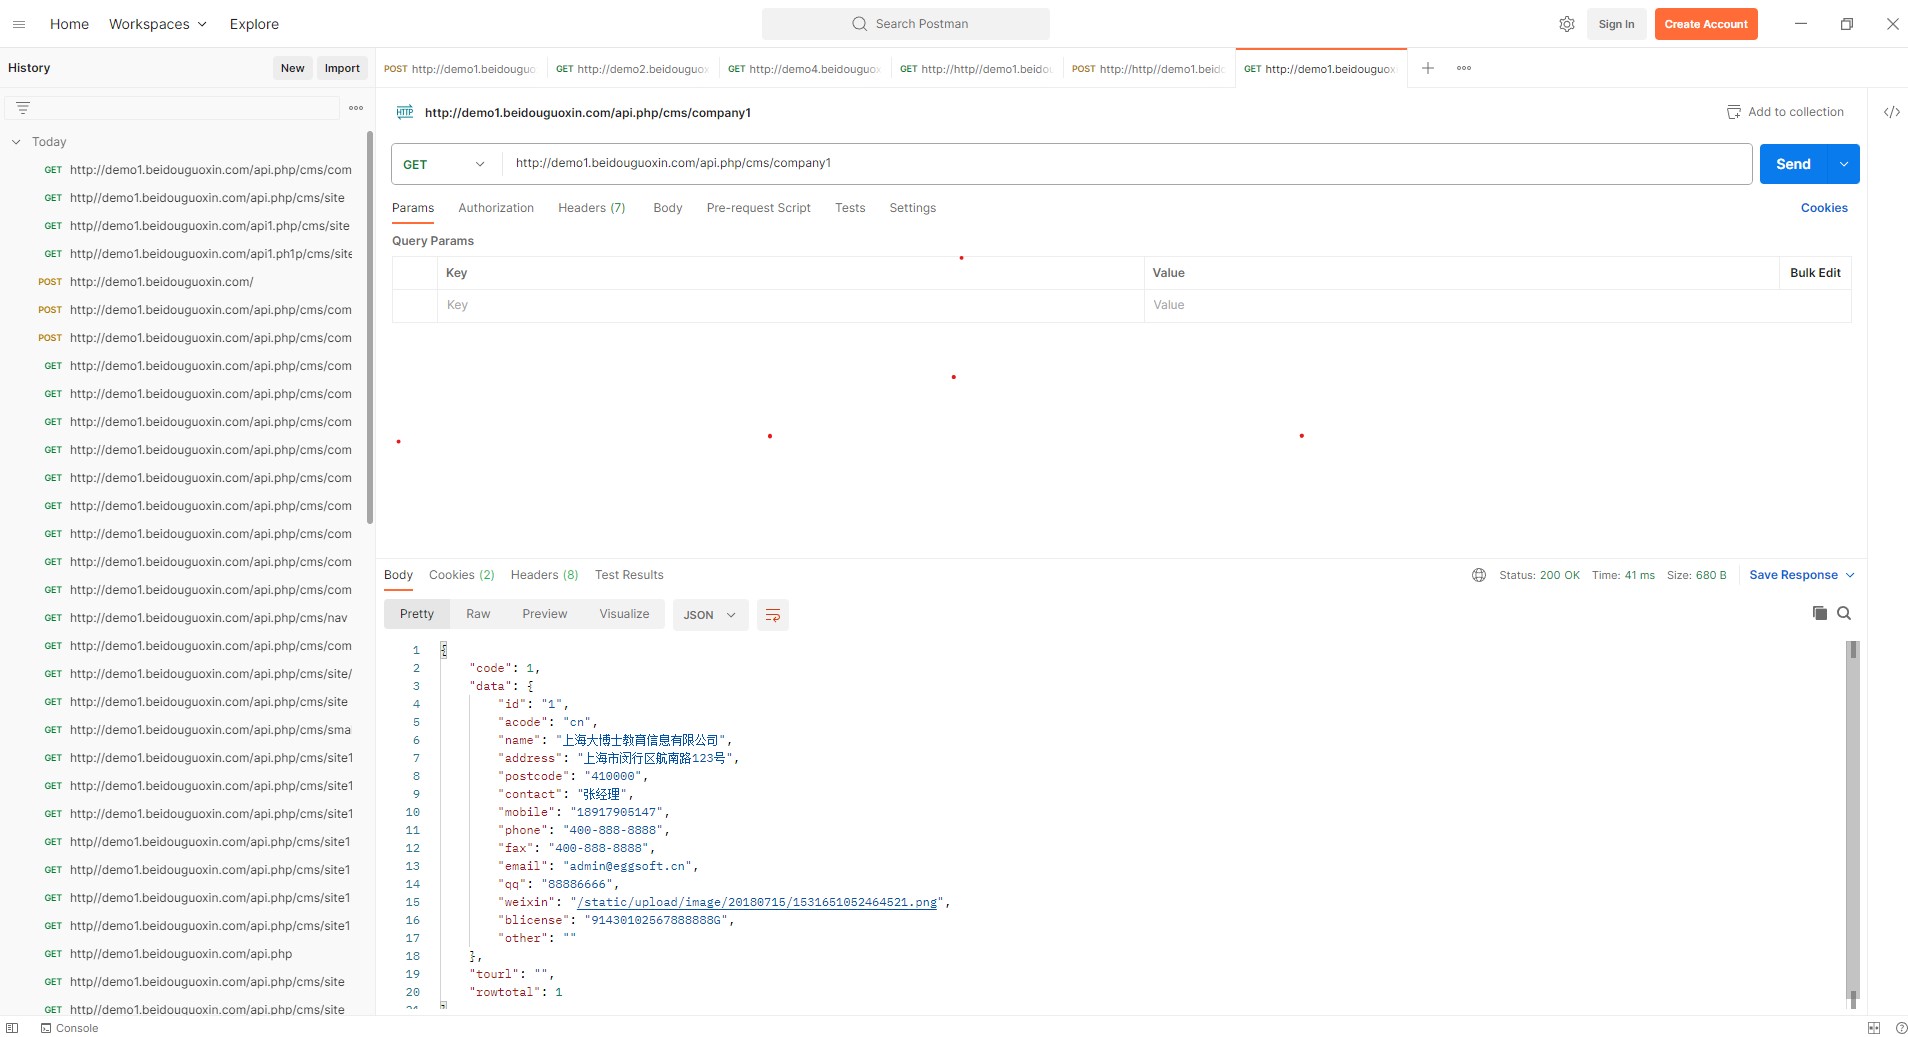 Home
Workspaces
Explore
Search Postman
Sign In
Create Account
History
New
Import
POST http://demo1.beidouguo
GET http://demo2.beidouguo
GET http://demo4.beidouguo
GET http://http//demo1.beido
POST http://http//demo1.beid
GET http://demo1.beidouguox
Today
GET http://demo1.beidouguoxin.com/api.php/cms/com
GET http://demo1.beidouguoxin.com/api.php/cms/site
GET http://demo1.beidouguoxin.com/api1.php/cms/site
GET http://demo1.beidouguoxin.com/api1.ph1p/cms/site
POST http://demo1.beidouguoxin.com/
POST http://demo1.beidouguoxin.com/api.php/cms/com
POST http://demo1.beidouguoxin.com/api.php/cms/com
GET http://demo1.beidouguoxin.com/api.php/cms/com
GET http://demo1.beidouguoxin.com/api.php/cms/com
GET http://demo1.beidouguoxin.com/api.php/cms/com
GET http://demo1.beidouguoxin.com/api.php/cms/com
GET http://demo1.beidouguoxin.com/api.php/cms/com
GET http://demo1.beidouguoxin.com/api.php/cms/com
GET http://demo1.beidouguoxin.com/api.php/cms/com
GET http://demo1.beidouguoxin.com/api.php/cms/com
GET http://demo1.beidouguoxin.com/api.php/cms/com
GET http://demo1.beidouguoxin.com/api.php/cms/nav
GET http://demo1.beidouguoxin.com/api.php/cms/com
GET http://demo1.beidouguoxin.com/api.php/cms/site/
GET http://demo1.beidouguoxin.com/api.php/cms/site
GET http://demo1.beidouguoxin.com/api.php/cms/sma
GET http://demo1.beidouguoxin.com/api.php/cms/site1
GET http://demo1.beidouguoxin.com/api.php/cms/site1
GET http://demo1.beidouguoxin.com/api.php/cms/site1
GET http//demo1.beidouguoxin.com/api.php/cms/site1
GET http//demo1.beidouguoxin.com/api.php/cms/site1
GET http//demo1.beidouguoxin.com/api.php/cms/site1
GET http//demo1.beidouguoxin.com/api.php/cms/site1
GET http//demo1.beidouguoxin.com/api.php
GET http//demo1.beidouguoxin.com/api.php/cms/site
GET http//demo1.beidouguoxin.com/api.php/cms/site
HTTP
http://demo1.beidouguoxin.com/api.php/cms/company1
Add to collection
GET
http://demo1.beidouguoxin.com/api.php/cms/company1
Send
Params
Authorization
Headers (7)
Body
Pre-request Script
Tests
Settings
Cookies
Query Params
Key
Value
Bulk Edit
Key
Value
Body
Cookies (2)
Headers (8)
Test Results
Status: 200 OK
Time: 41 ms
Size: 680 B
Save Response
Pretty
Raw
Preview
Visualize
JSON
1 {
2 "code": 1,
3 "data": {
4 "id": "1",
5 "acode": "cn",
6 "name": "上海大博士教育信息有限公司",
7 "address": "上海市闵行区航南路123号",
8 "postcode": "410000",
9 "contact": "张经理",
10 "mobile": "18917905147",
11 "phone": "400-888-8888",
12 "fax": "400-888-8888",
13 "email": "admin@eggsoft.cn",
14 "qq": "88886666",
15 "weixin": "/static/upload/image/20180715/1531651052464521.png",
16 "blicense": "91430102567888888G",
17 "other": ""
18 },
19 "tourl": "",
20 "rowtotal": 1
21 }
Console